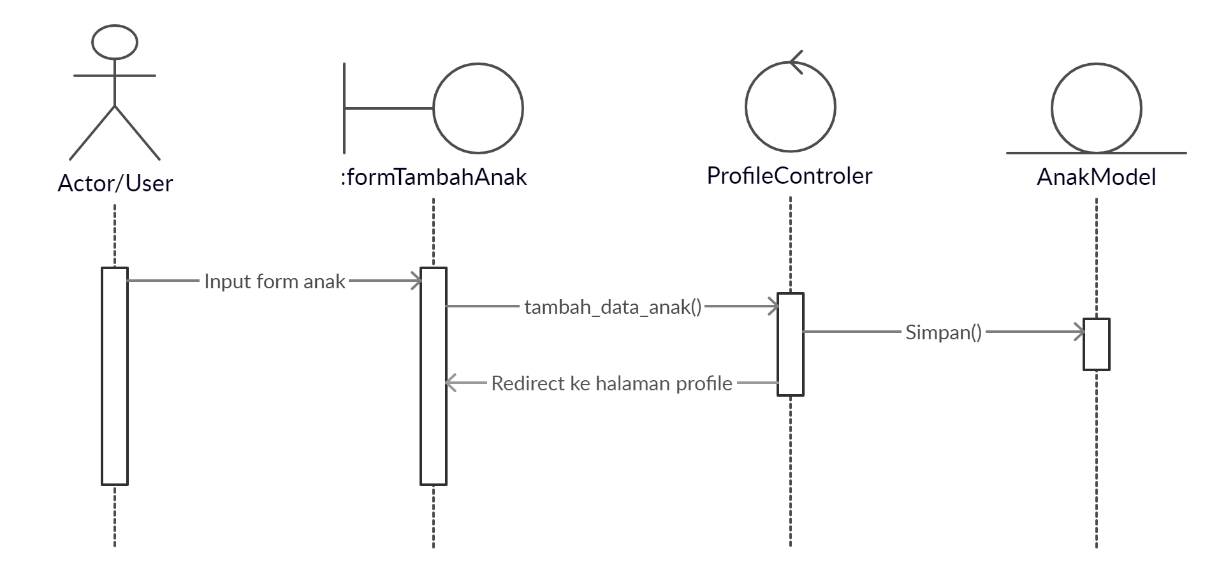 Actor/User
:formTambahAnak
ProfileControler
AnakModel
Input form anak
tambah_data_anak()
Simpan()
Redirect ke halaman profile